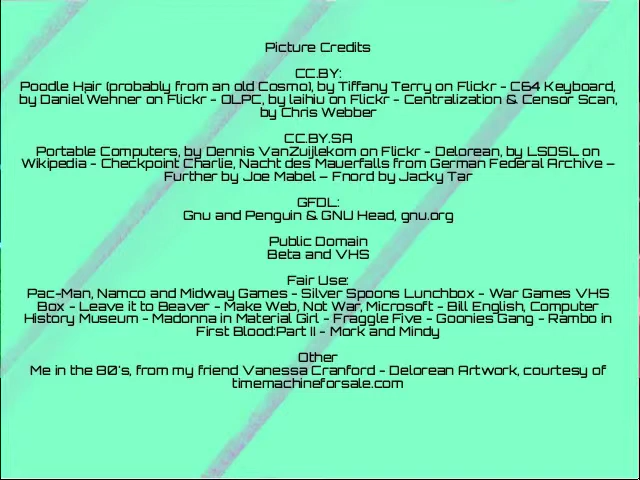 Picture Credits
CC.BY:
Poodle Hair (probably from an old Cosmo), by Tiffany Terry on Flickr - C64 Keyboard,
by Daniel Wehner on Flickr - OLPC, by laihiu on Flickr - Centralization & Censor Scan,
by Chris Webber
CC.BY.SA
Portable Computers, by Dennis VanZuijlekom on Flickr - Delorean, by LSDSL on
Wikipedia - Checkpoint Charlie, Nacht des Mauerfalls from German Federal Archive –
Further by Joe Mabel – Fnord by Jacky Tar
GFDL:
Gnu and Penguin & GNU Head, gnu.org
Public Domain
Beta and VHS
Fair Use:
Pac-Man, Namco and Midway Games - Silver Spoons Lunchbox - War Games VHS
Box - Leave it to Beaver - Make Web, Not War, Microsoft - Bill English, Computer
History Museum - Madonna in Material Girl - Fraggle Five - Goonies Gang - Rambo in
First Blood:Part II - Mork and Mindy
Other
Me in the 80's, from my friend Vanessa Cranford - Delorean Artwork, courtesy of
timemachineforsale.com